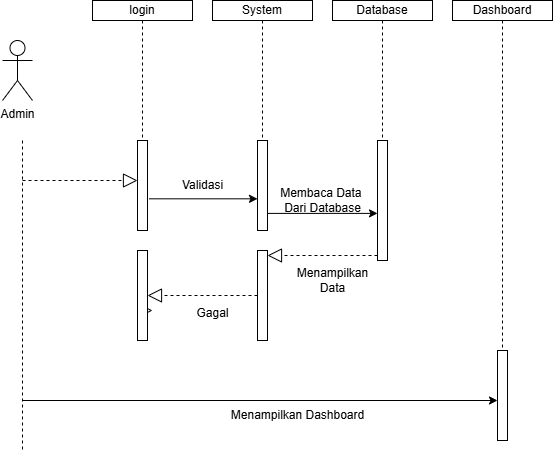 login
System
Database
Dashboard
Admin
Validasi
Membaca Data
Dari Database
Menampilkan
Data
Gagal
Menampilkan Dashboard